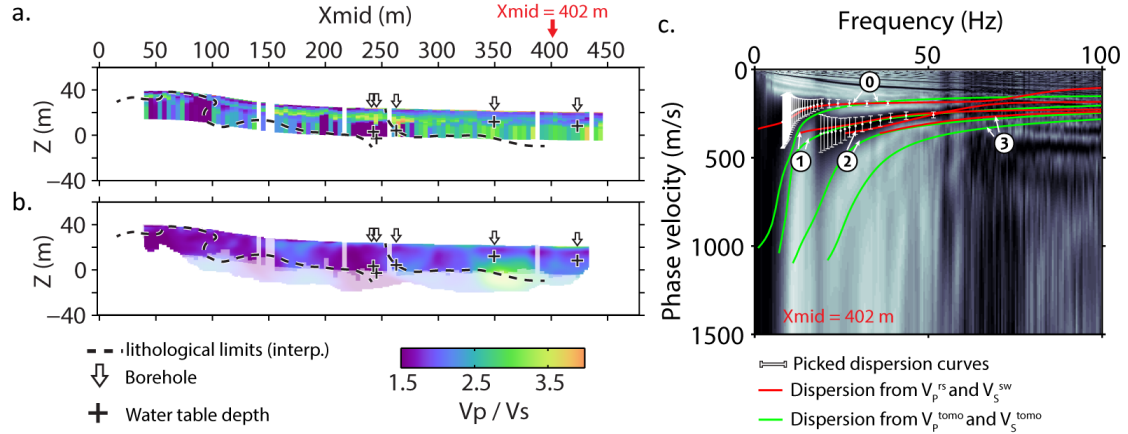 a.
Xmid (m)
Xmid = 402 m
0 50 100 150 200 250 300 350 400 450
Z (m)
40
0
−40
b.
Z (m)
40
0
−40
lithological limits (interp.)
Borehole
Water table depth
1.5 2.5 3.5
Vp / Vs
c.
Frequency (Hz)
0 50 100
Phase velocity (m/s)
0
500
1000
1500
0
1
2
3
Xmid = 402 m
Picked dispersion curves
Dispersion from V_P^rs and V_S^sw
Dispersion from V_P^tomo and V_S^tomo